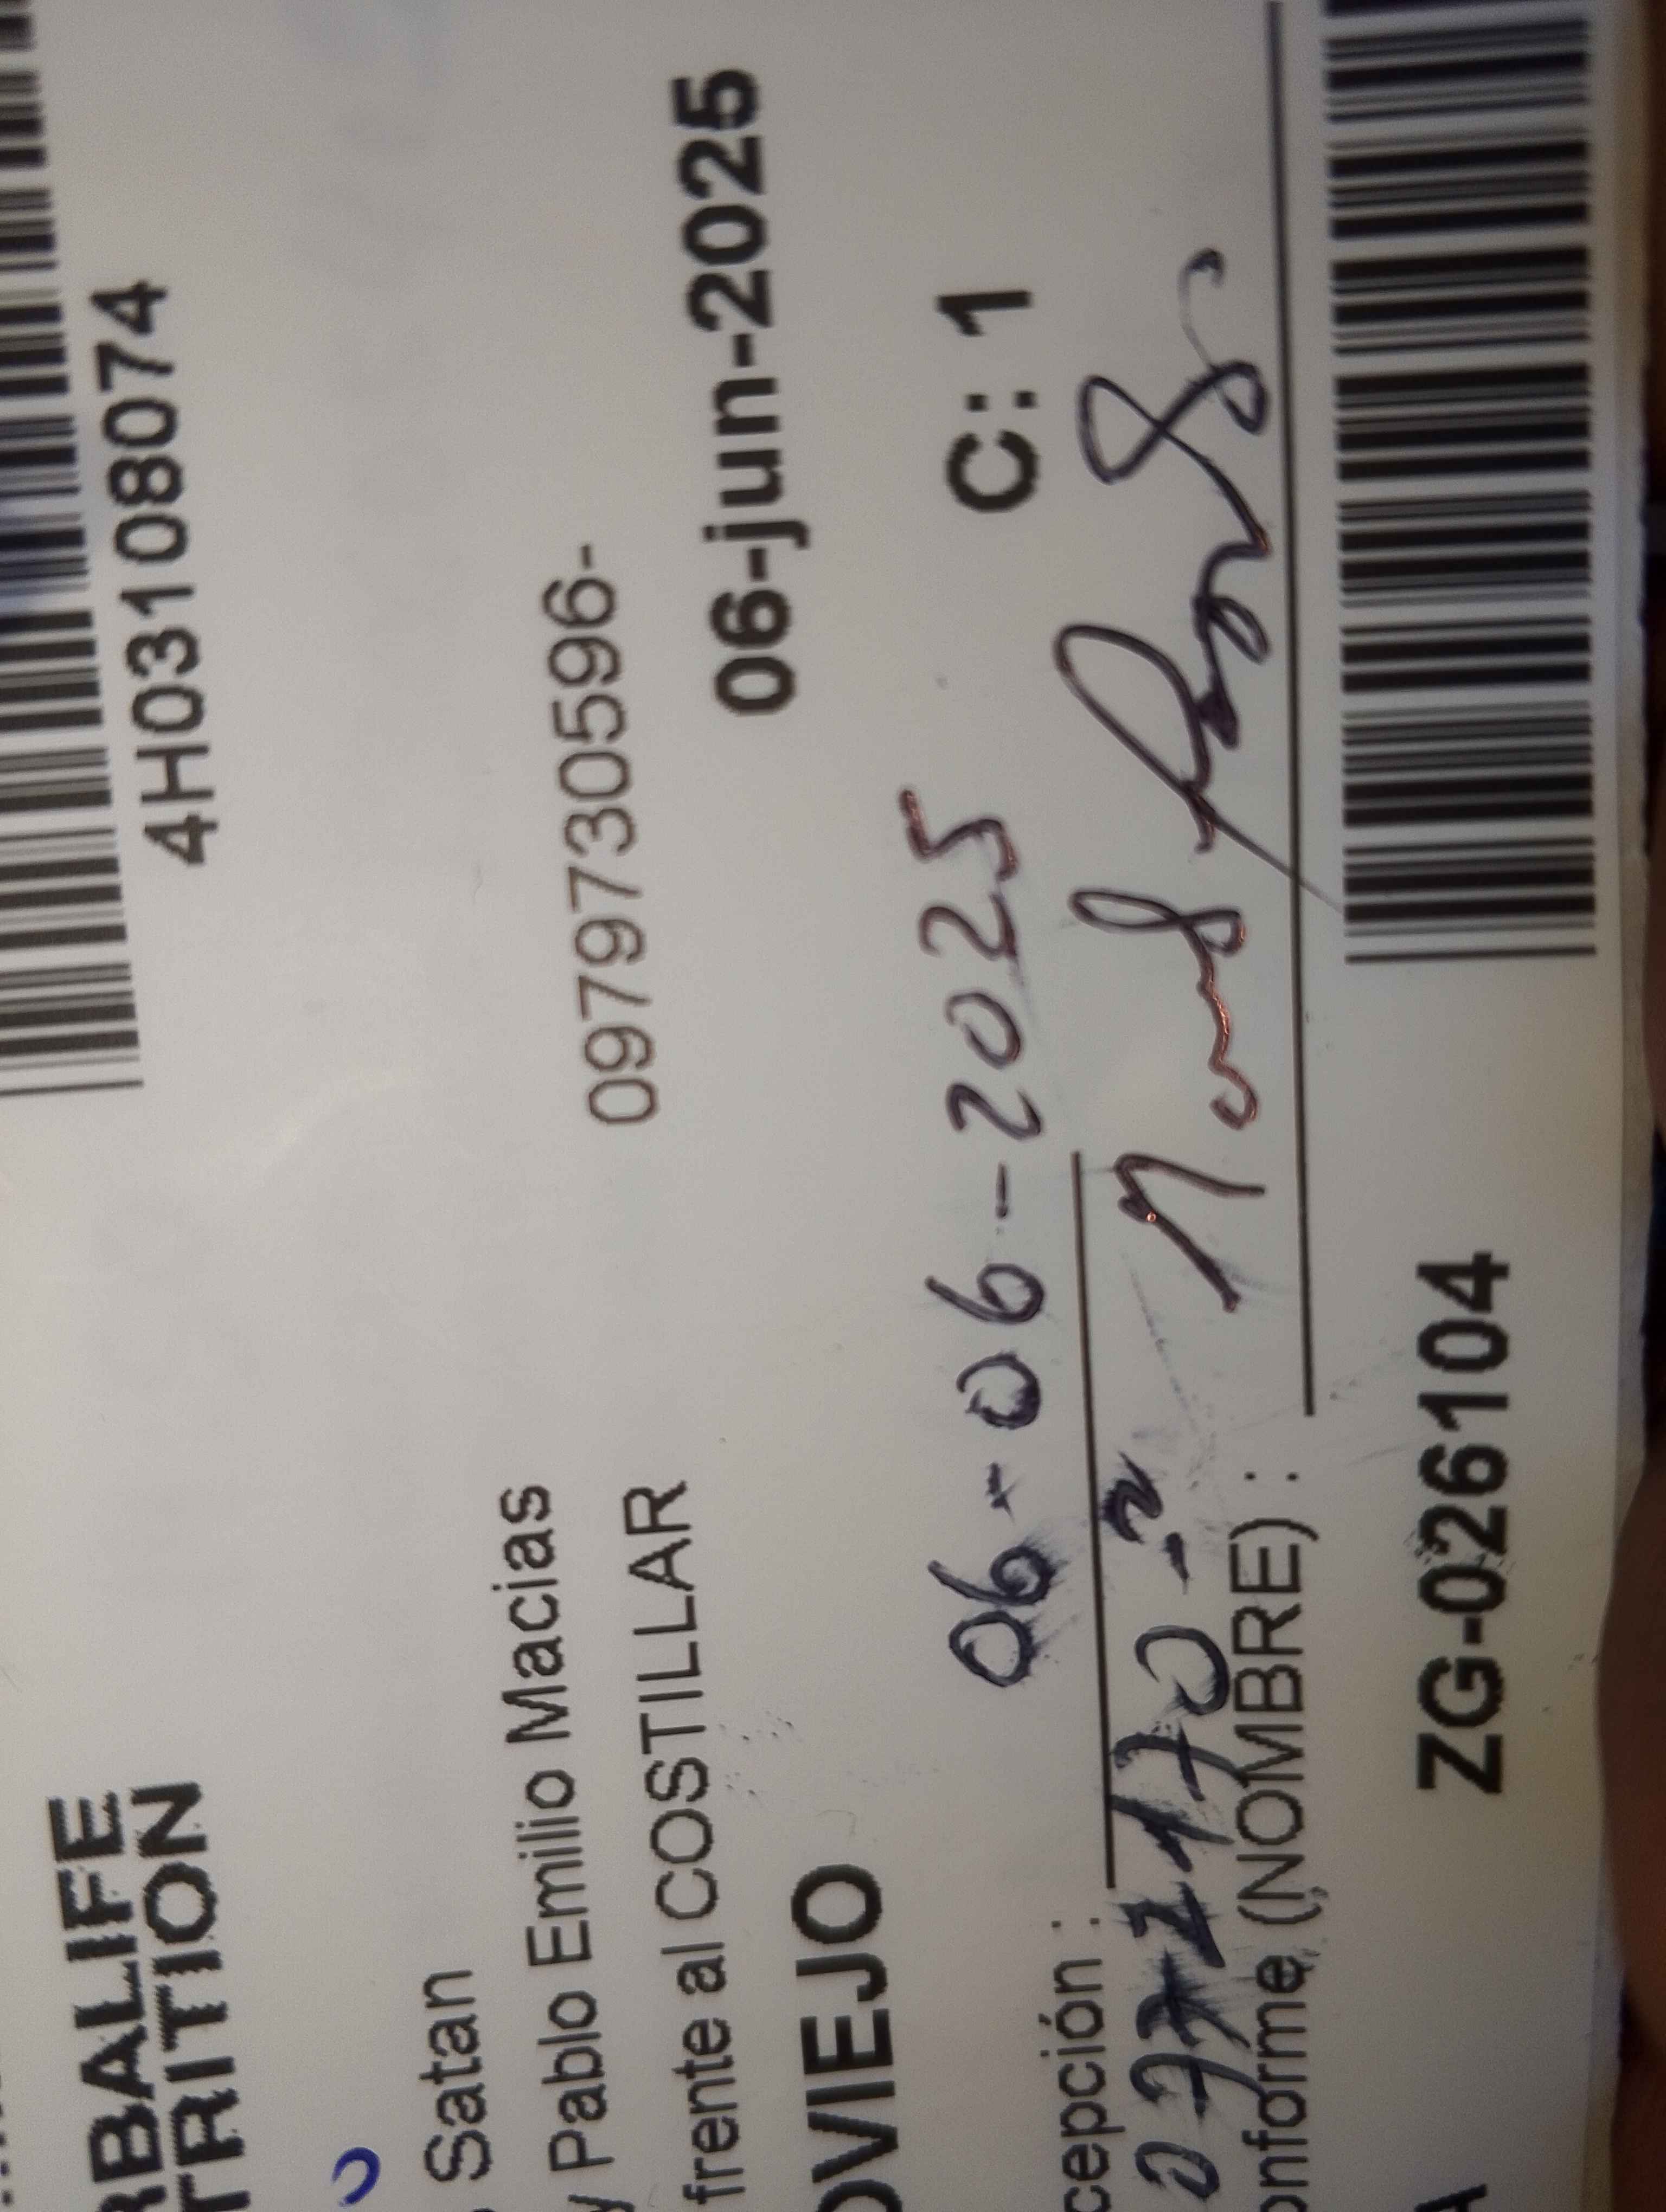 4H03108074
RBALIFE
TRITION
Satan
y Pablo Emilio Macias 0979730596-
frente al COSTILLAR
06-jun-2025
OVIEJO
06-06-2025 C: 1
cepción :
onforme (NOMBRE) :
ZG-026104